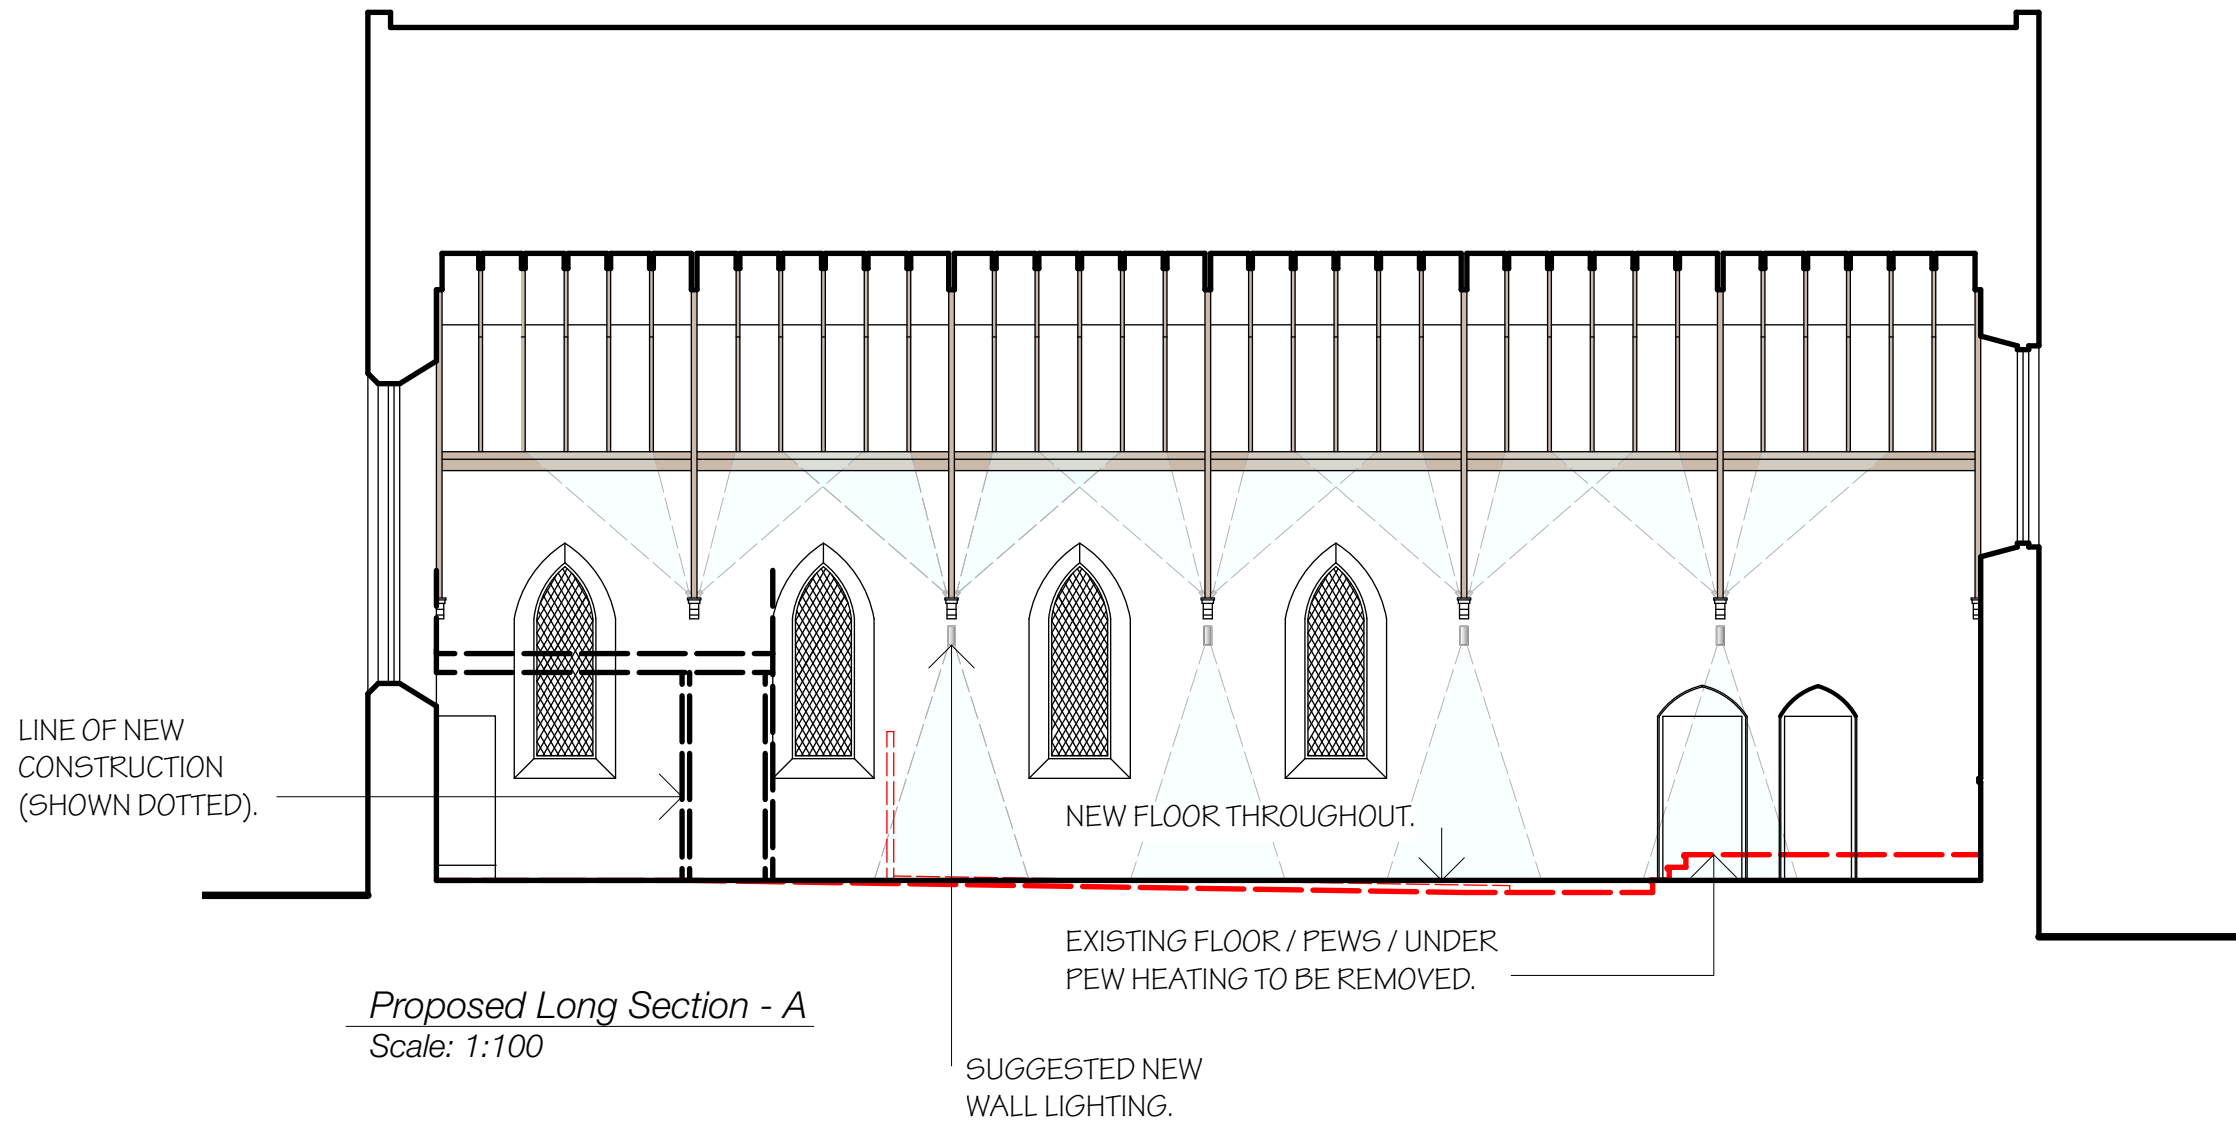 LINE OF NEW
CONSTRUCTION
(SHOWN DOTTED).
NEW FLOOR THROUGHOUT.
EXISTING FLOOR / PEWS / UNDER
PEW HEATING TO BE REMOVED.
Proposed Long Section - A
Scale: 1:100
SUGGESTED NEW
WALL LIGHTING.